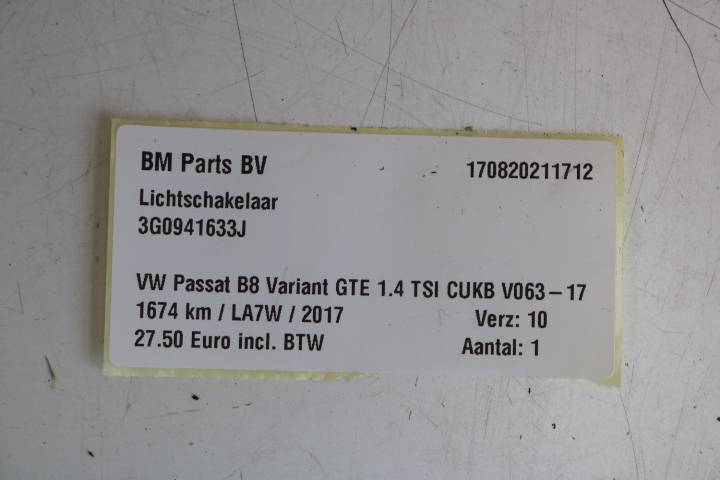 BM Parts BV 170820211712
Lichtschakelaar
3G0941633J
VW Passat B8 Variant GTE 1.4 TSI CUKB V063-17
1674 km / LA7W / 2017 Verz: 10
27.50 Euro incl. BTW Aantal: 1